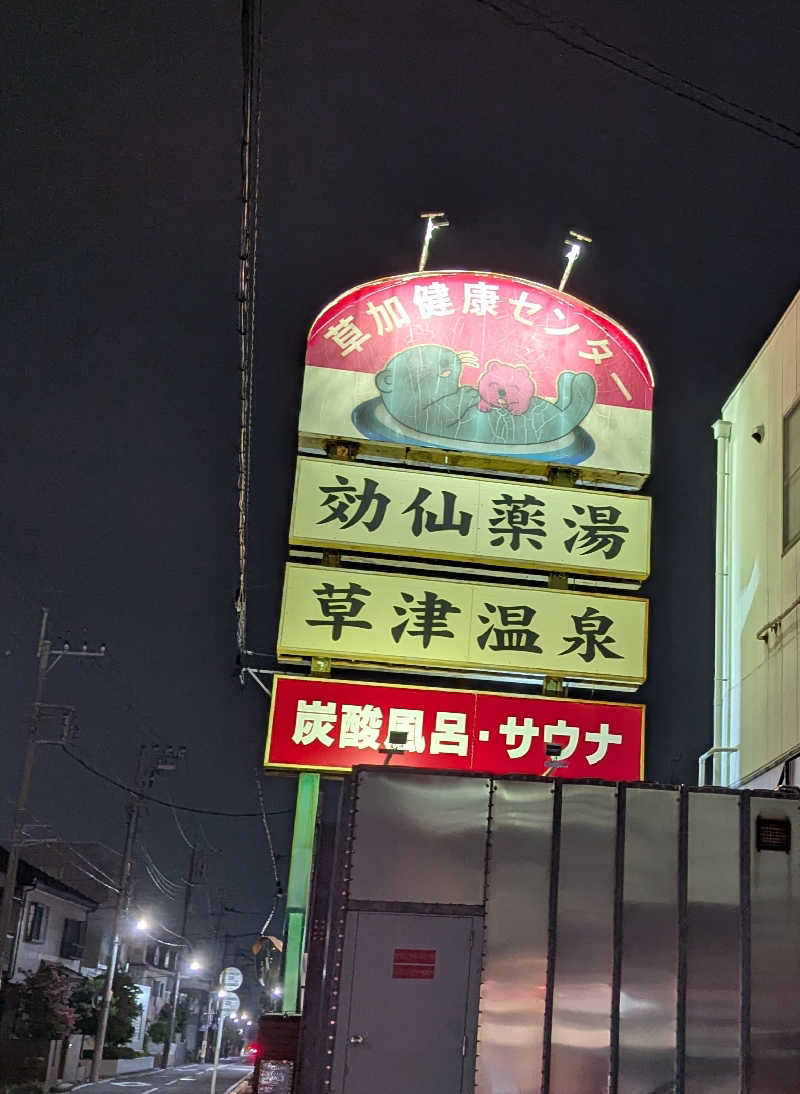 草加健康センター
効仙薬湯
草津温泉
炭酸風呂・サウナ